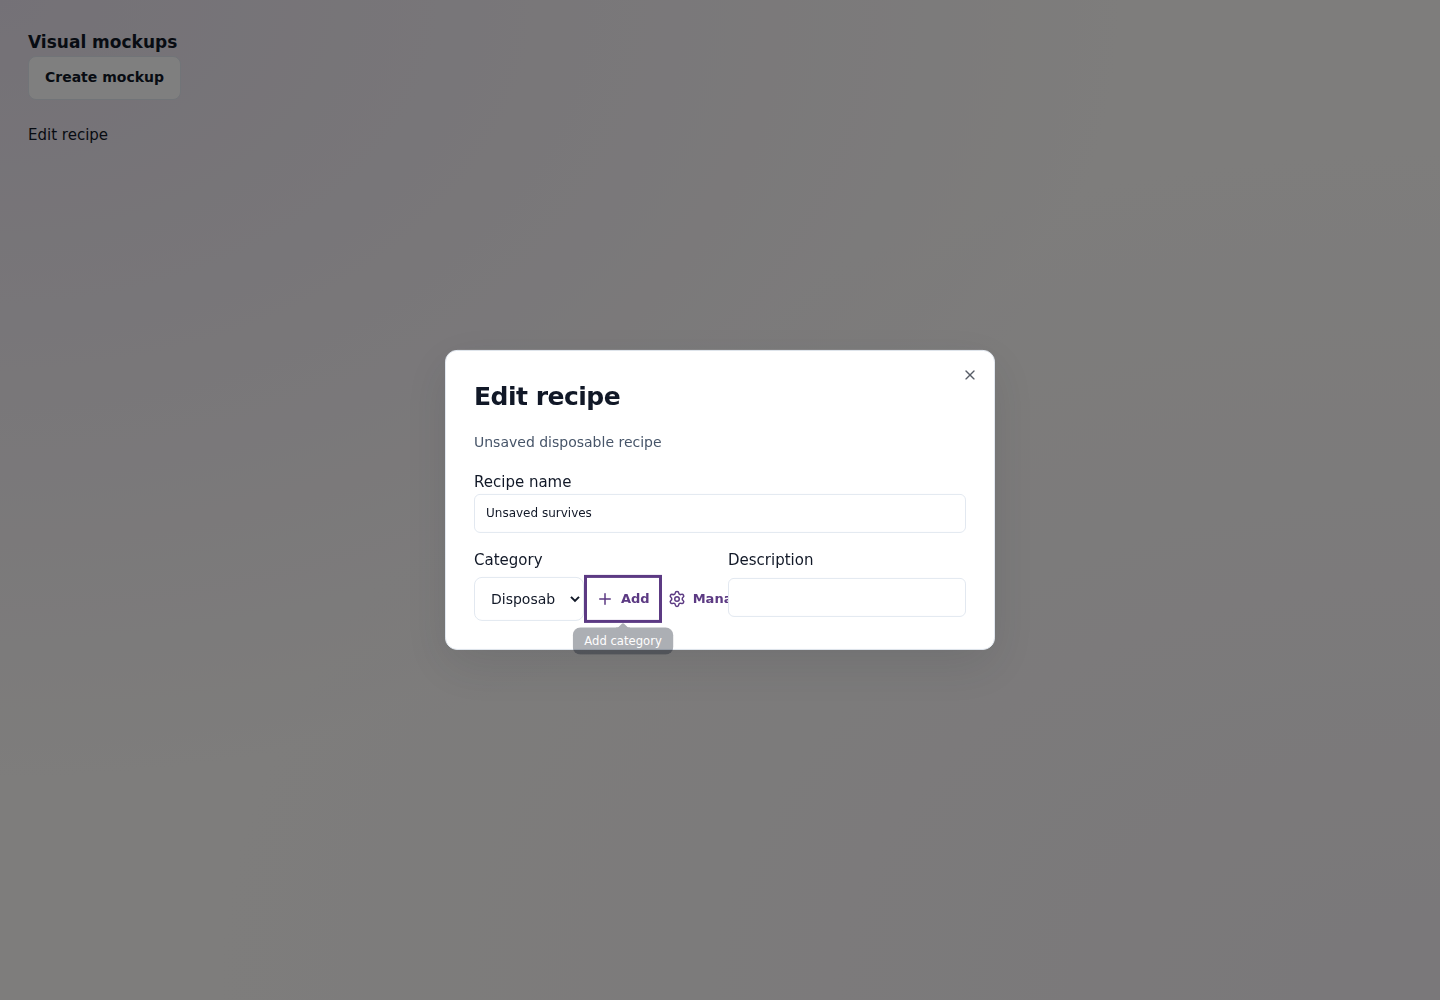 Visual mockups
Create mockup
Edit recipe
Edit recipe
Unsaved disposable recipe
Recipe name
Unsaved survives
Category
Description
Disposab
Add
Mana
Add category